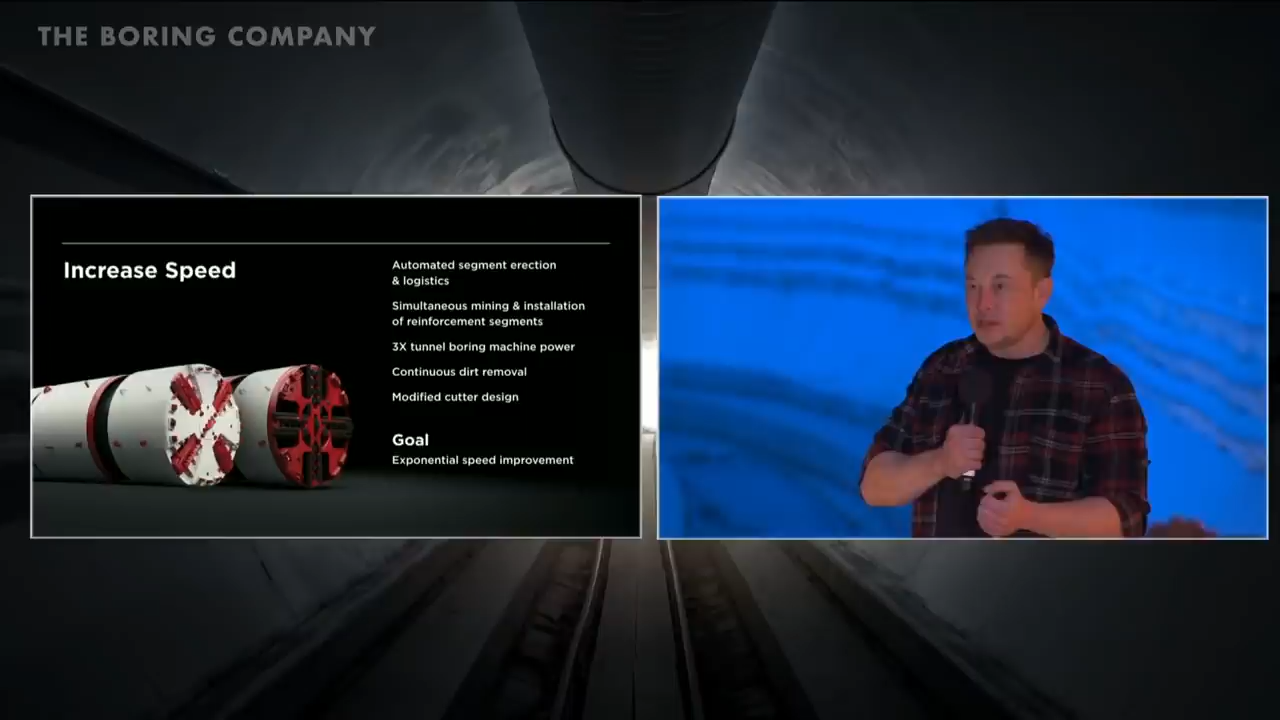 THE BORING COMPANY
Increase Speed
Automated segment erection
& logistics
Simultaneous mining & installation
of reinforcement segments
3X tunnel boring machine power
Continuous dirt removal
Modified cutter design
Goal
Exponential speed improvement